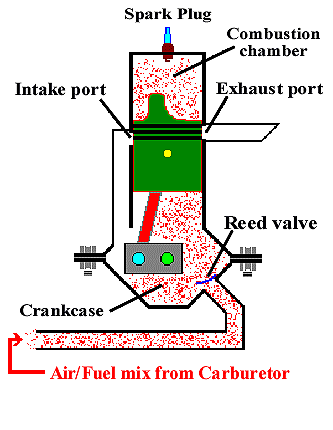 Spark Plug
Combustion
chamber
Intake port
Exhaust port
Reed valve
Crankcase
Air/Fuel mix from Carburetor